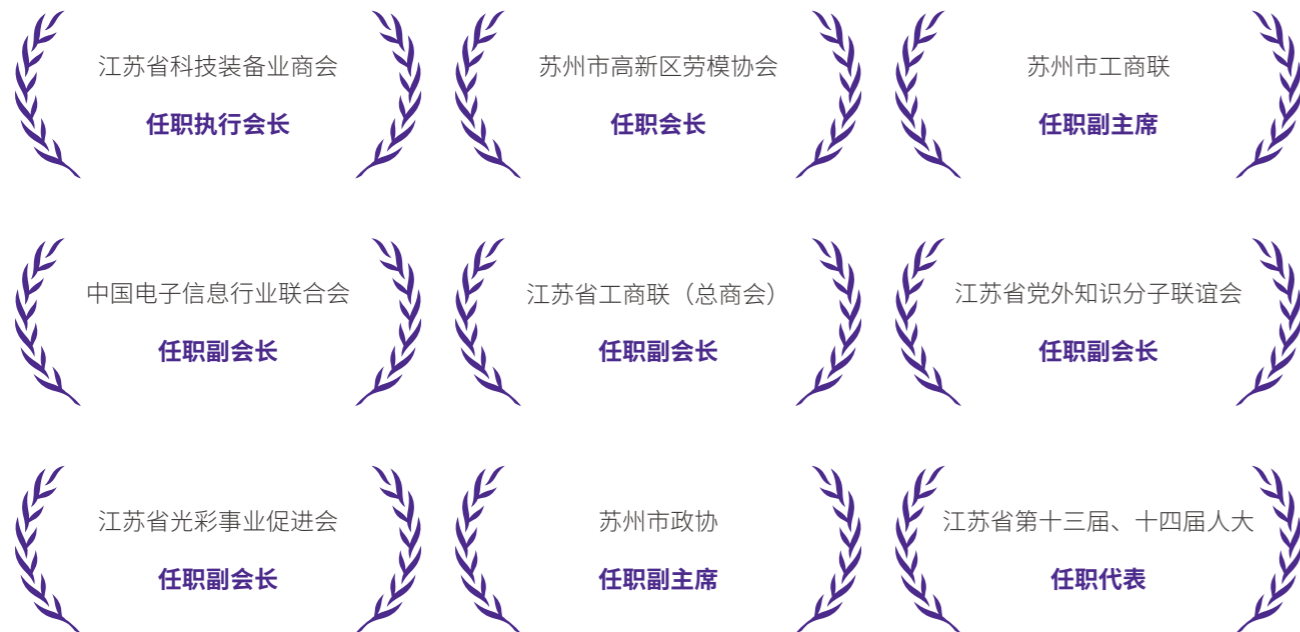 江苏省科技装备业商会
任职执行会长
苏州市高新区劳模协会
任职会长
苏州市工商联
任职副主席
中国电子信息行业联合会
任职副会长
江苏省工商联（总商会）
任职副会长
江苏省党外知识分子联谊会
任职副会长
江苏省光彩事业促进会
任职副会长
苏州市政协
任职副主席
江苏省第十三届、十四届人大
任职代表